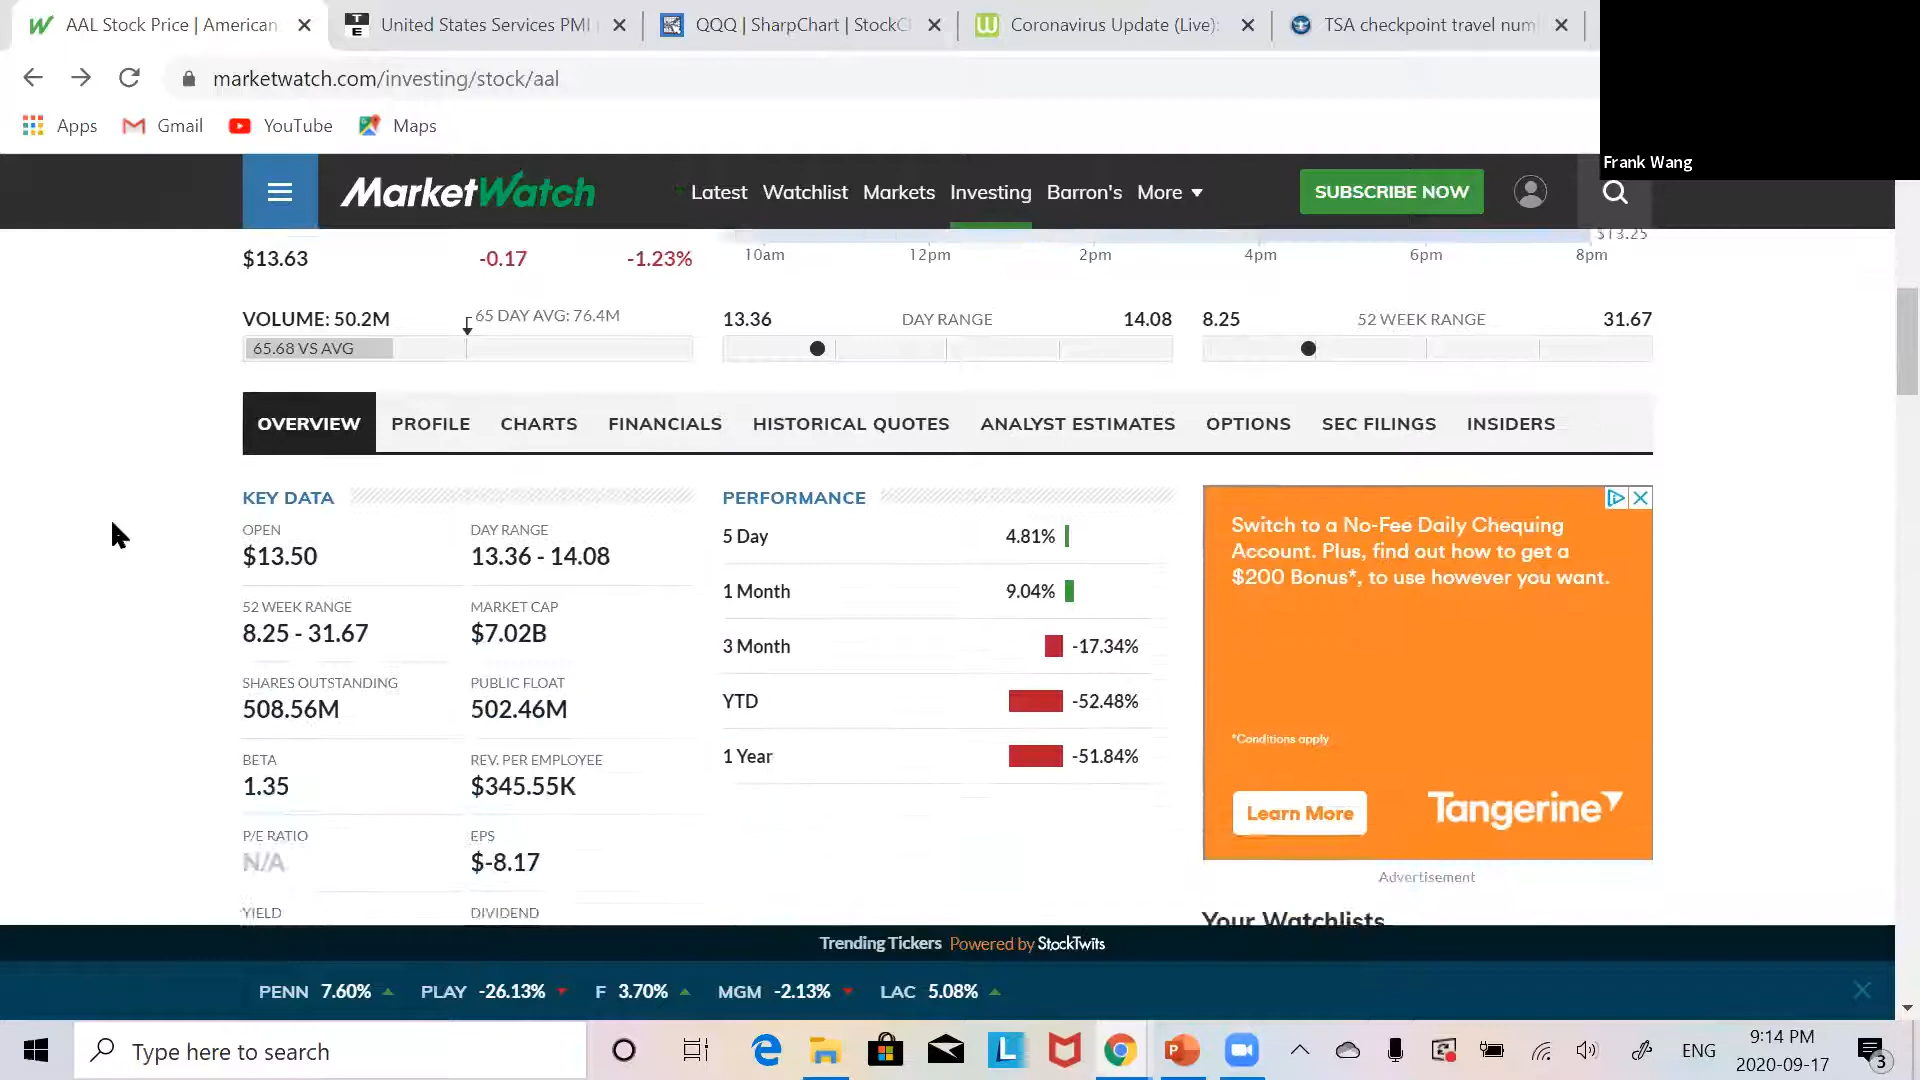 AAL Stock Price | American
United States Services PMI
QQQ | SharpChart | StockC
Coronavirus Update (Live):
TSA checkpoint travel num
marketwatch.com/investing/stock/aal
Apps
Gmail
YouTube
Maps
Frank Wang
MarketWatch
Latest
Watchlist
Markets
Investing
Barron's
More
SUBSCRIBE NOW
$13.63
-0.17
-1.23%
$13.25
10am
12pm
2pm
4pm
6pm
8pm
VOLUME: 50.2M
65 DAY AVG: 76.4M
65.68 VS AVG
13.36
DAY RANGE
14.08
8.25
52 WEEK RANGE
31.67
OVERVIEW
PROFILE
CHARTS
FINANCIALS
HISTORICAL QUOTES
ANALYST ESTIMATES
OPTIONS
SEC FILINGS
INSIDERS
KEY DATA
OPEN
$13.50
DAY RANGE
13.36 - 14.08
52 WEEK RANGE
8.25 - 31.67
MARKET CAP
$7.02B
SHARES OUTSTANDING
508.56M
PUBLIC FLOAT
502.46M
BETA
1.35
REV. PER EMPLOYEE
$345.55K
P/E RATIO
N/A
EPS
$-8.17
YIELD
DIVIDEND
PERFORMANCE
5 Day
4.81%
1 Month
9.04%
3 Month
-17.34%
YTD
-52.48%
1 Year
-51.84%
Switch to a No-Fee Daily Chequing
Account. Plus, find out how to get a
$200 Bonus*, to use however you want.
*Conditions apply
Learn More
Tangerine
Advertisement
Your Watchlists
Trending Tickers Powered by StockTwits
PENN 7.60%
PLAY -26.13%
F 3.70%
MGM -2.13%
LAC 5.08%
Type here to search
ENG
9:14 PM
2020-09-17
3